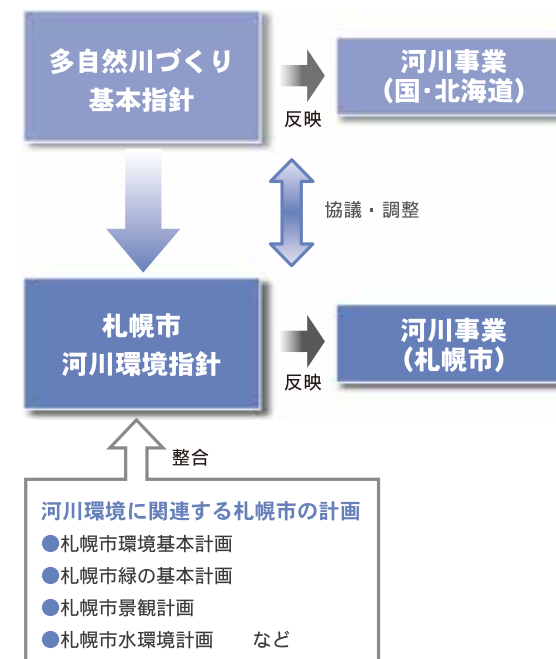 多自然川づくり
基本指針
反映
河川事業
(国・北海道)
協議・調整
札幌市
河川環境指針
反映
河川事業
(札幌市)
整合
河川環境に関連する札幌市の計画
●札幌市環境基本計画
●札幌市緑の基本計画
●札幌市景観計画
●札幌市水環境計画　　など